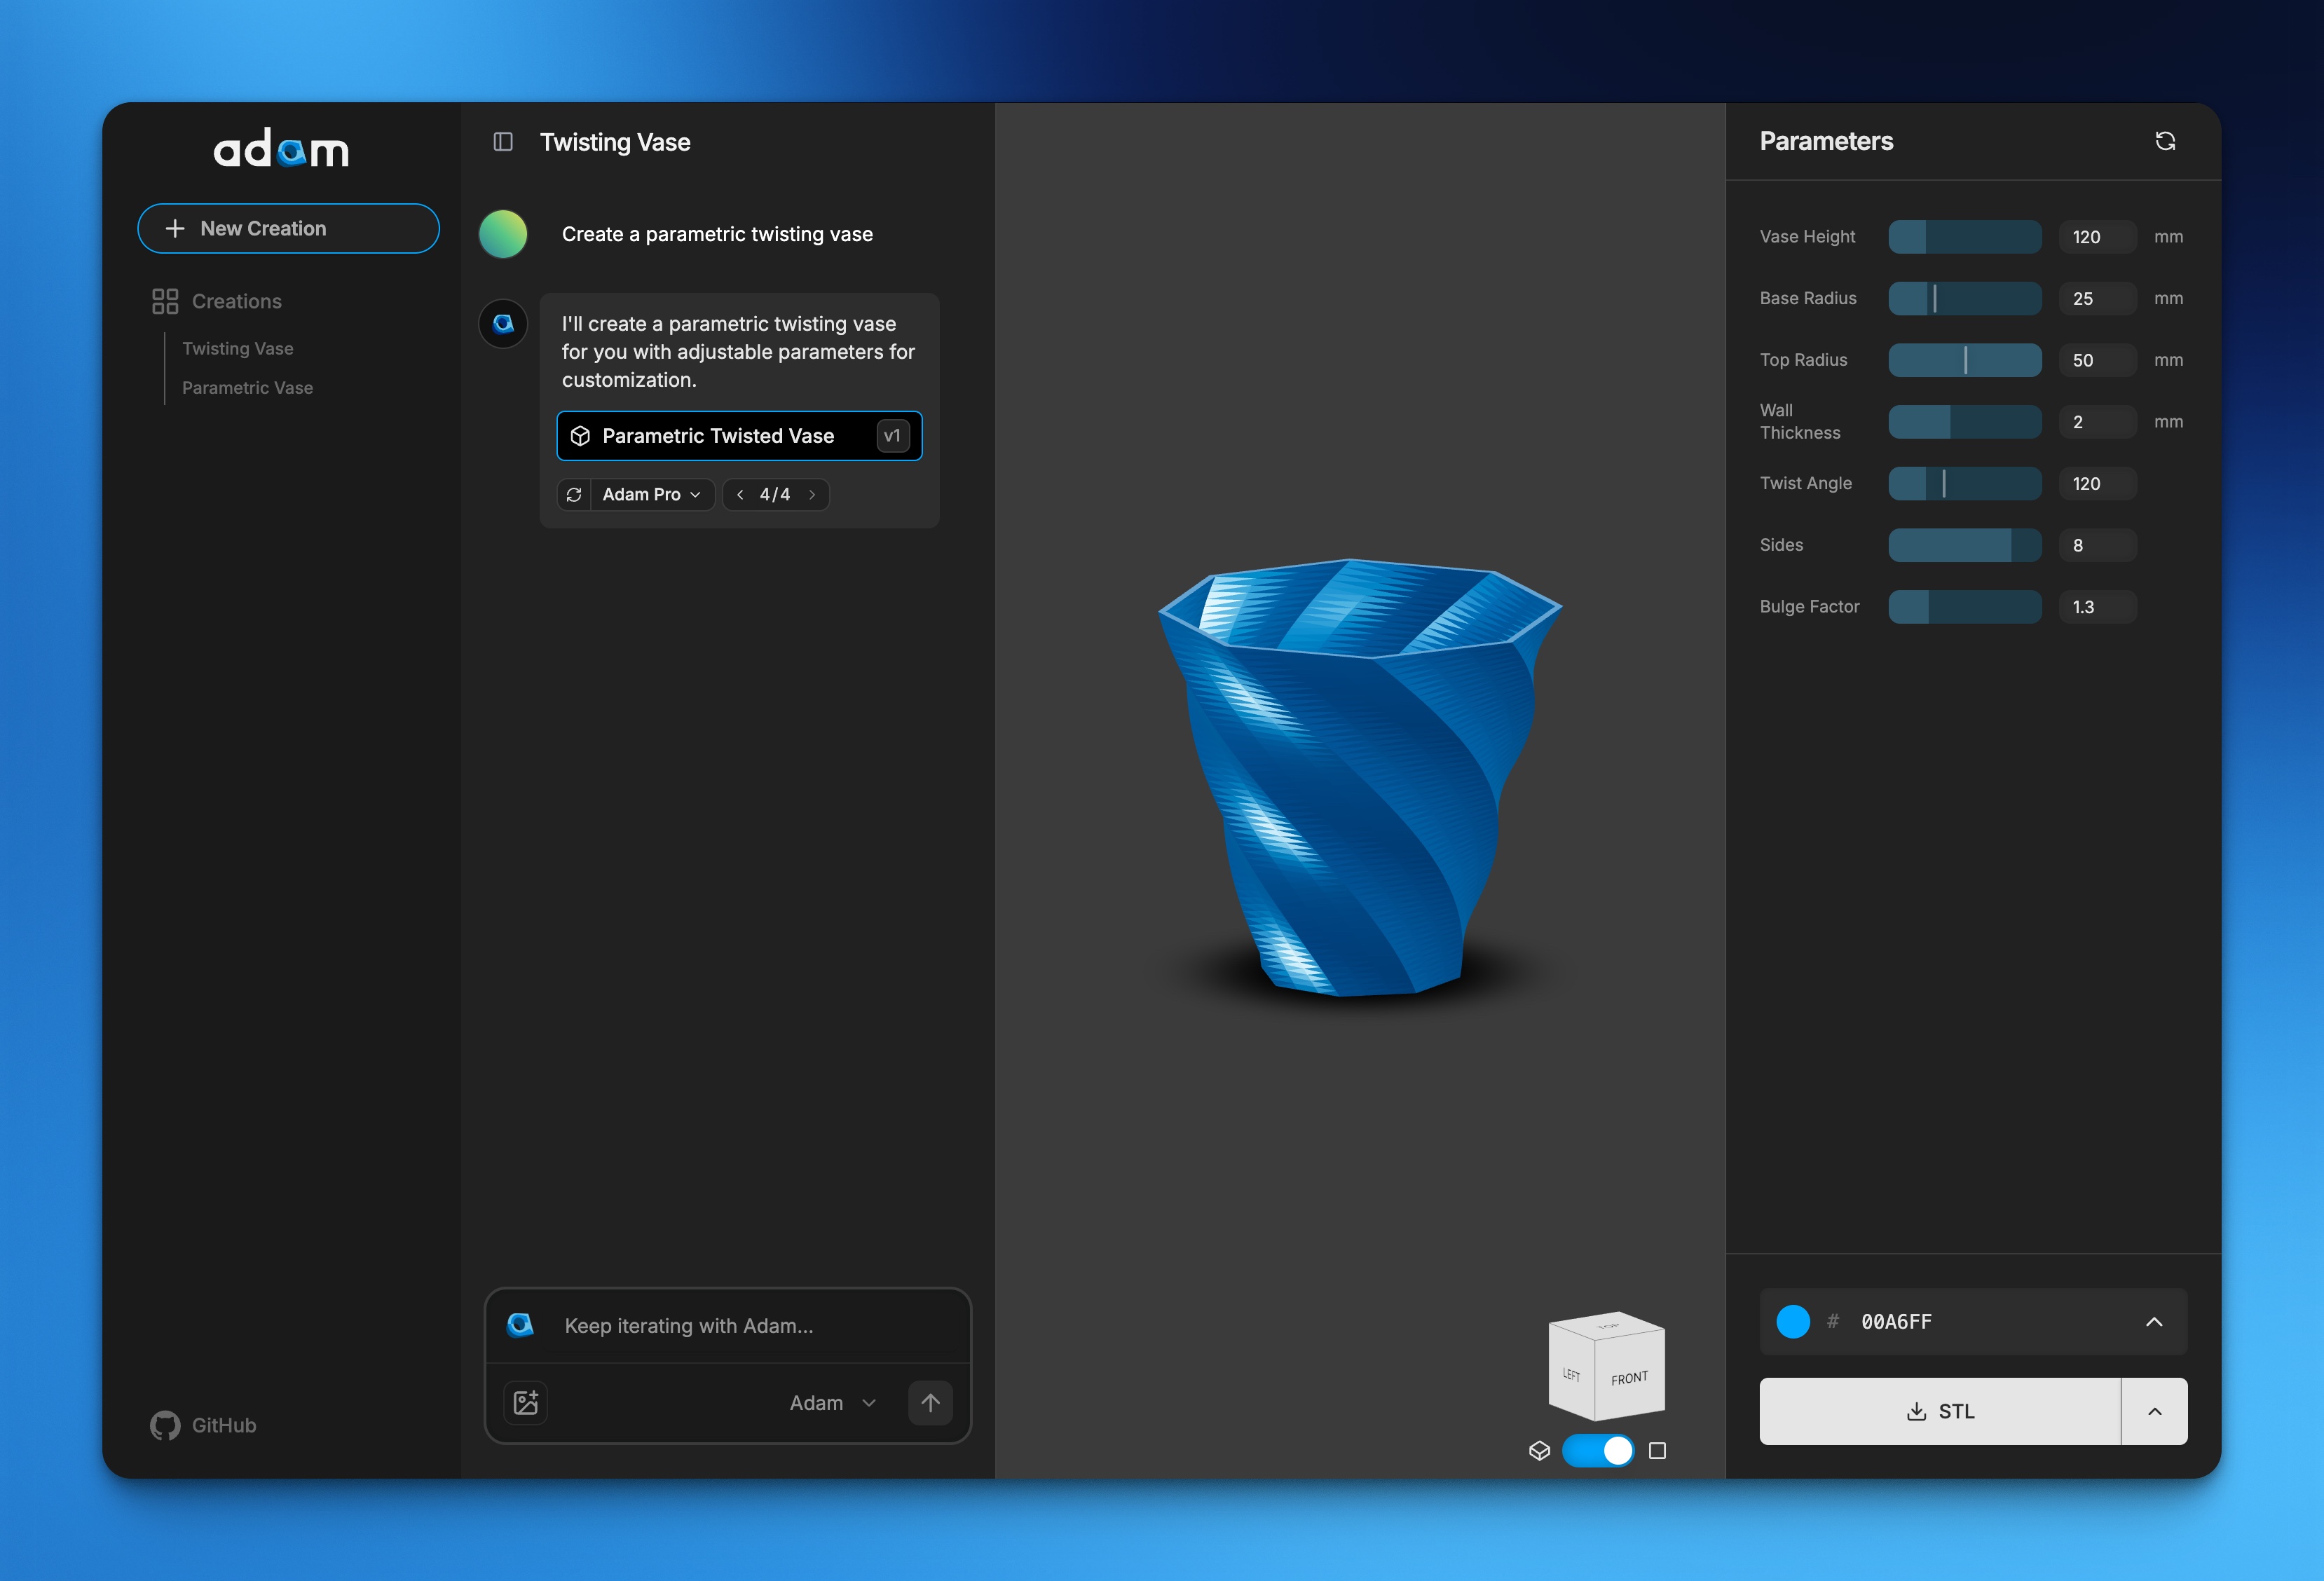 adam
New Creation
Creations
Twisting Vase
Parametric Vase
GitHub
Twisting Vase
Create a parametric twisting vase
I'll create a parametric twisting vase
for you with adjustable parameters for
customization.
Parametric Twisted Vase v1
Adam Pro 4/4
Keep iterating with Adam...
Adam
TOP
LEFT FRONT
Parameters
Vase Height 120 mm
Base Radius 25 mm
Top Radius 50 mm
Wall
Thickness 2 mm
Twist Angle 120
Sides 8
Bulge Factor 1.3
# 00A6FF
STL